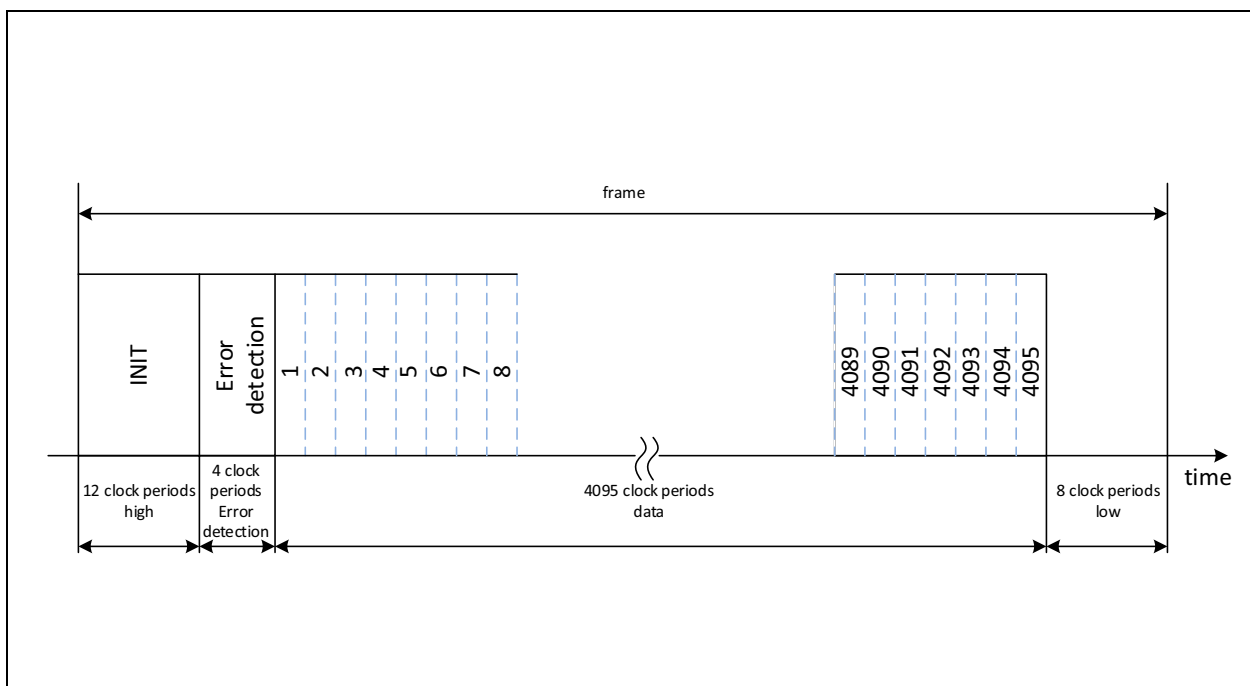 frame
INIT
Error
detection
1
2
3
4
5
6
7
8
4089
4090
4091
4092
4093
4094
4095
time
12 clock periods
high
4 clock
periods
Error
detection
4095 clock periods
data
8 clock periods
low